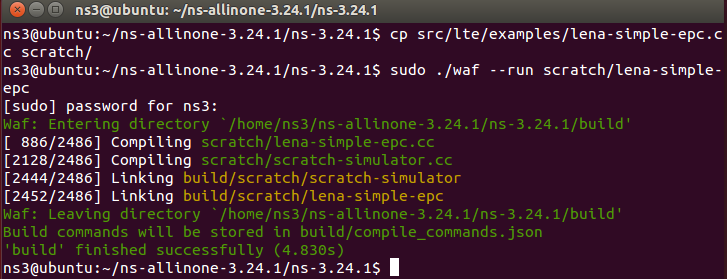 ns3@ubuntu: ~/ns-allinone-3.24.1/ns-3.24.1
ns3@ubuntu:~/ns-allinone-3.24.1/ns-3.24.1$ cp src/lte/examples/lena-simple-epc.c
c scratch/
ns3@ubuntu:~/ns-allinone-3.24.1/ns-3.24.1$ sudo ./waf --run scratch/lena-simple-
epc
[sudo] password for ns3:
Waf: Entering directory `/home/ns3/ns-allinone-3.24.1/ns-3.24.1/build'
[ 886/2486] Compiling scratch/lena-simple-epc.cc
[2128/2486] Compiling scratch/scratch-simulator.cc
[2444/2486] Linking build/scratch/scratch-simulator
[2452/2486] Linking build/scratch/lena-simple-epc
Waf: Leaving directory `/home/ns3/ns-allinone-3.24.1/ns-3.24.1/build'
Build commands will be stored in build/compile_commands.json
'build' finished successfully (4.830s)
ns3@ubuntu:~/ns-allinone-3.24.1/ns-3.24.1$